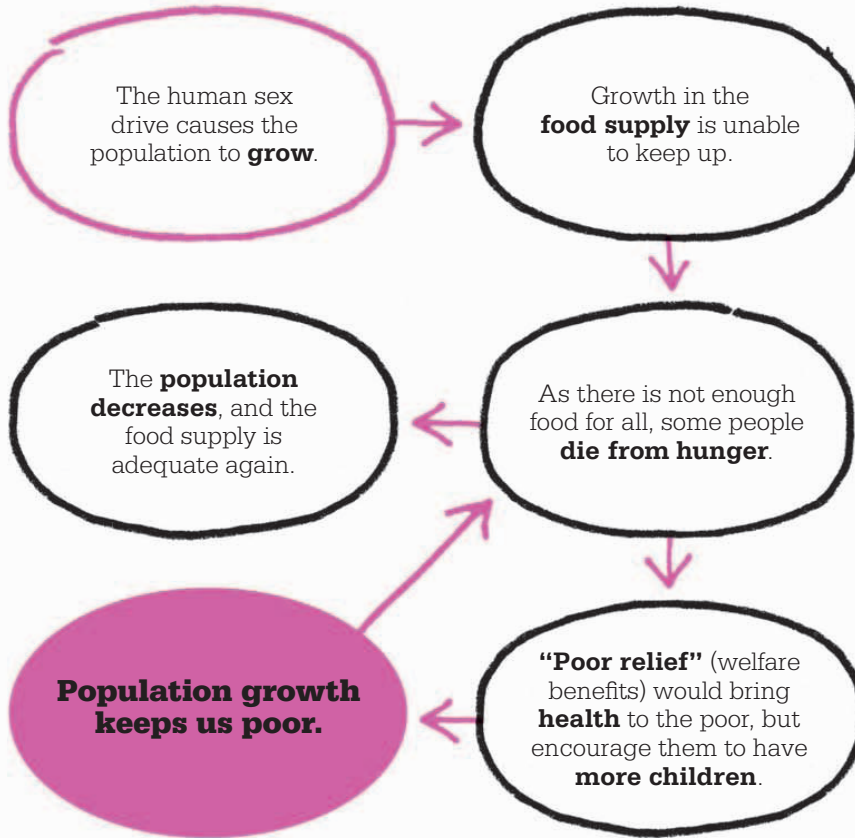 The human sex
drive causes the
population to grow.
Growth in the
food supply is unable
to keep up.
As there is not enough
food for all, some people
die from hunger.
The population
decreases, and the
food supply is
adequate again.
“Poor relief” (welfare
benefits) would bring
health to the poor, but
encourage them to have
more children.
Population growth
keeps us poor.